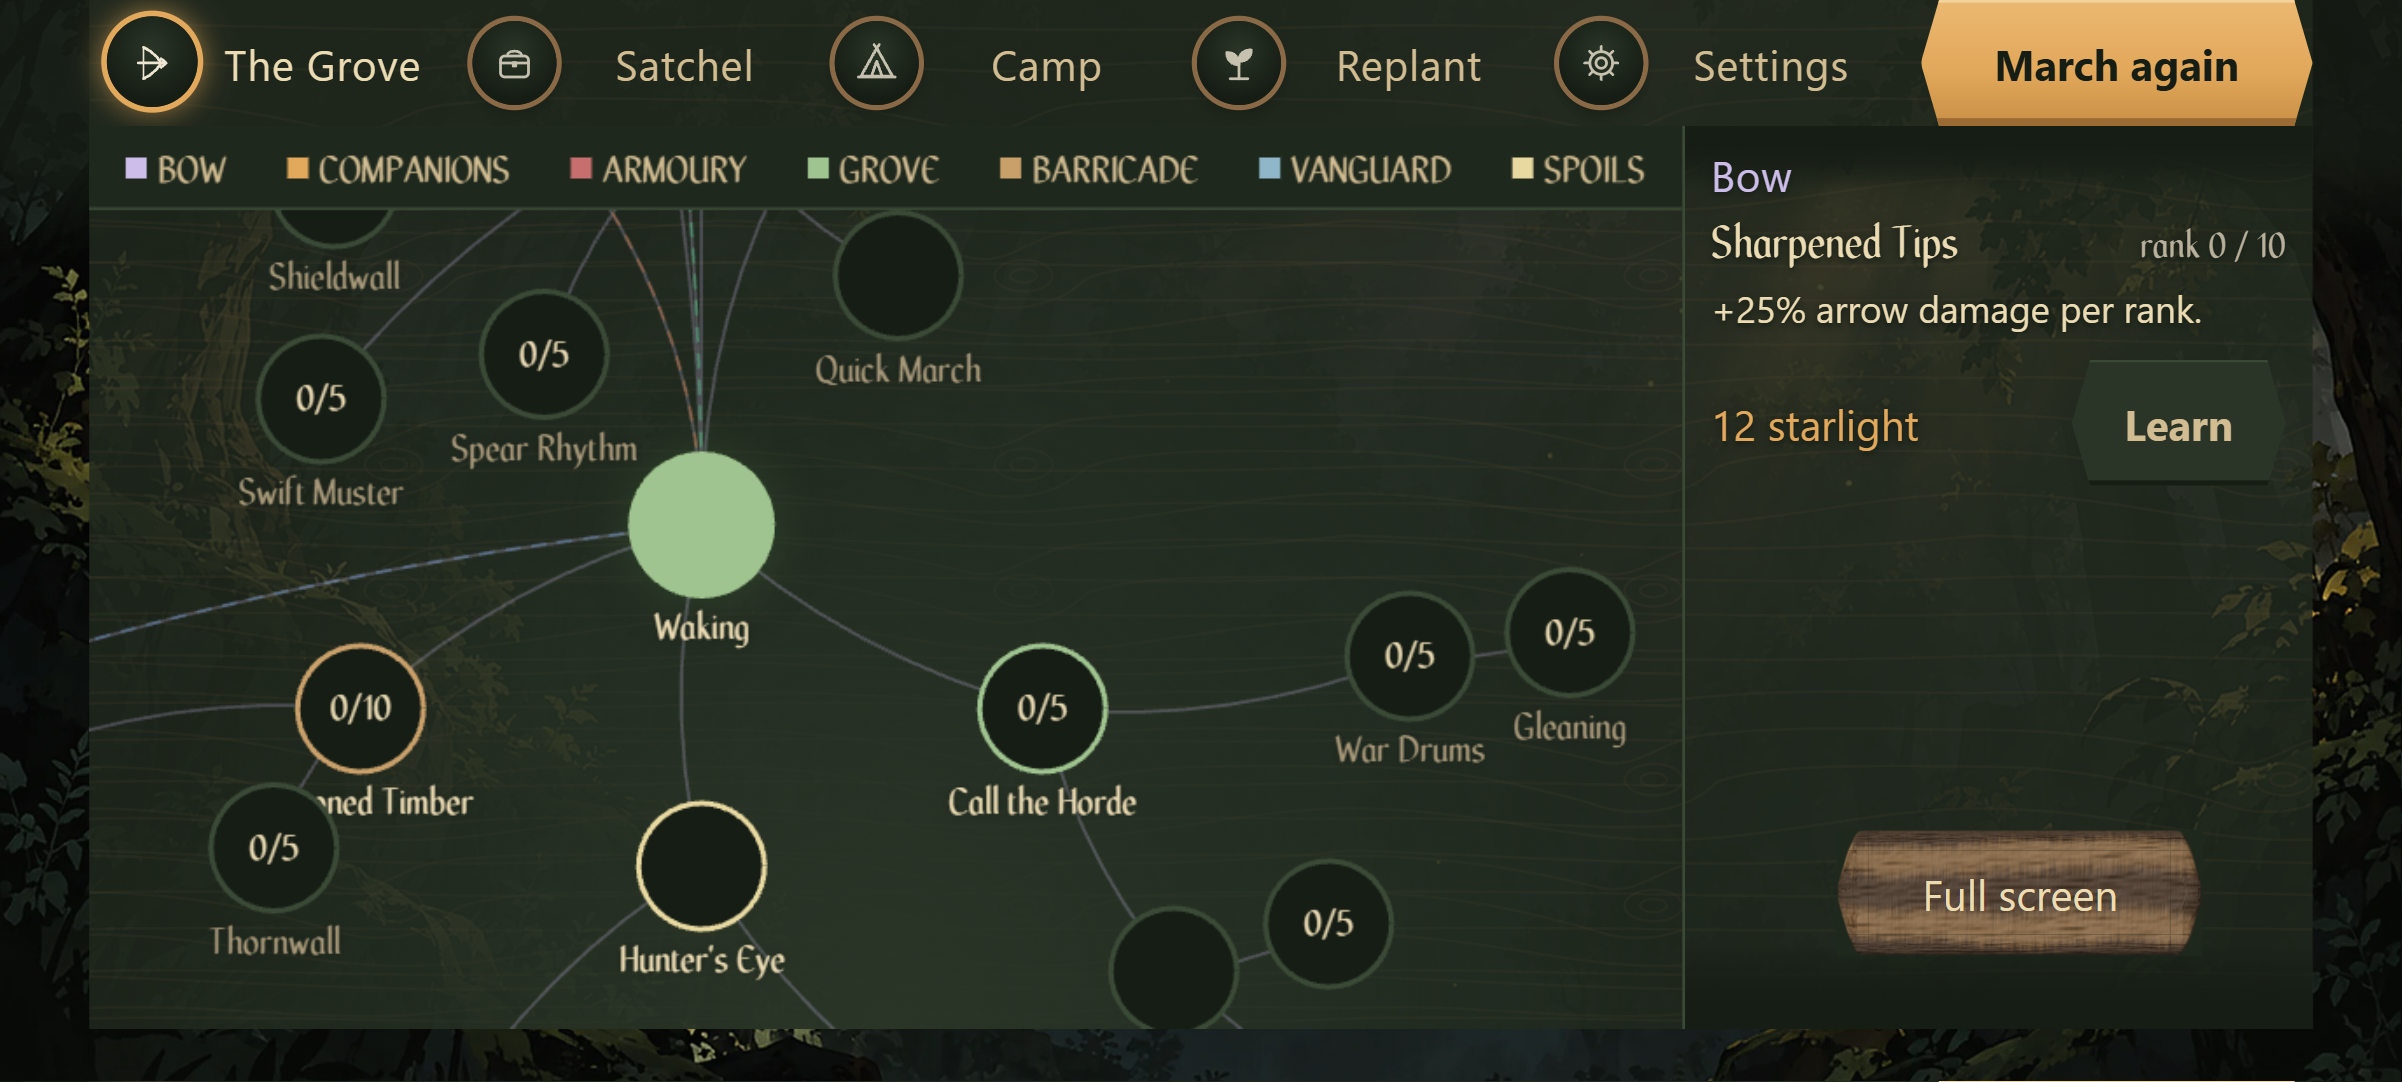 The Grove
Satchel
Camp
Replant
Settings
March again
BOW
COMPANIONS
ARMOURY
GROVE
BARRICADE
VANGUARD
SPOILS
Bow
Sharpened Tips
rank 0 / 10
+25% arrow damage per rank.
12 starlight
Learn
Shieldwall
Quick March
0/5
Spear Rhythm
0/5
Swift Muster
Waking
0/10
ned Timber
0/5
Thornwall
Hunter's Eye
0/5
Call the Horde
0/5
War Drums
0/5
Gleaning
0/5
Full screen